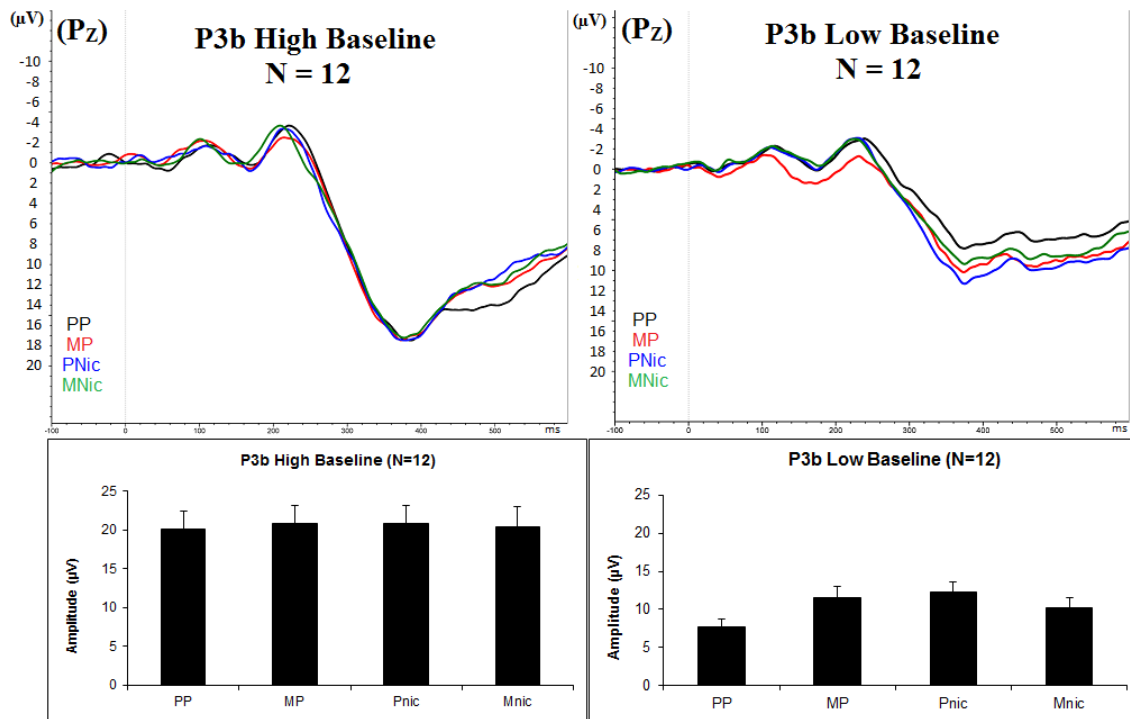 (µV)
(PZ)
P3b High Baseline
N = 12
-10
-8
-6
-4
-2
0
2
4
6
8
10
12
14
16
18
20
PP
MP
PNic
MNic
-100
0
100
200
300
400
500
ms
(µV)
(PZ)
P3b Low Baseline
N = 12
-10
-8
-6
-4
-2
0
2
4
6
8
10
12
14
16
18
20
PP
MP
PNic
MNic
-100
0
100
200
300
400
500
ms
P3b High Baseline (N=12)
Amplitude (µV)
25
20
15
10
5
0
PP MP Pnic Mnic
P3b Low Baseline (N=12)
Amplitude (µV)
25
20
15
10
5
0
PP MP Pnic Mnic